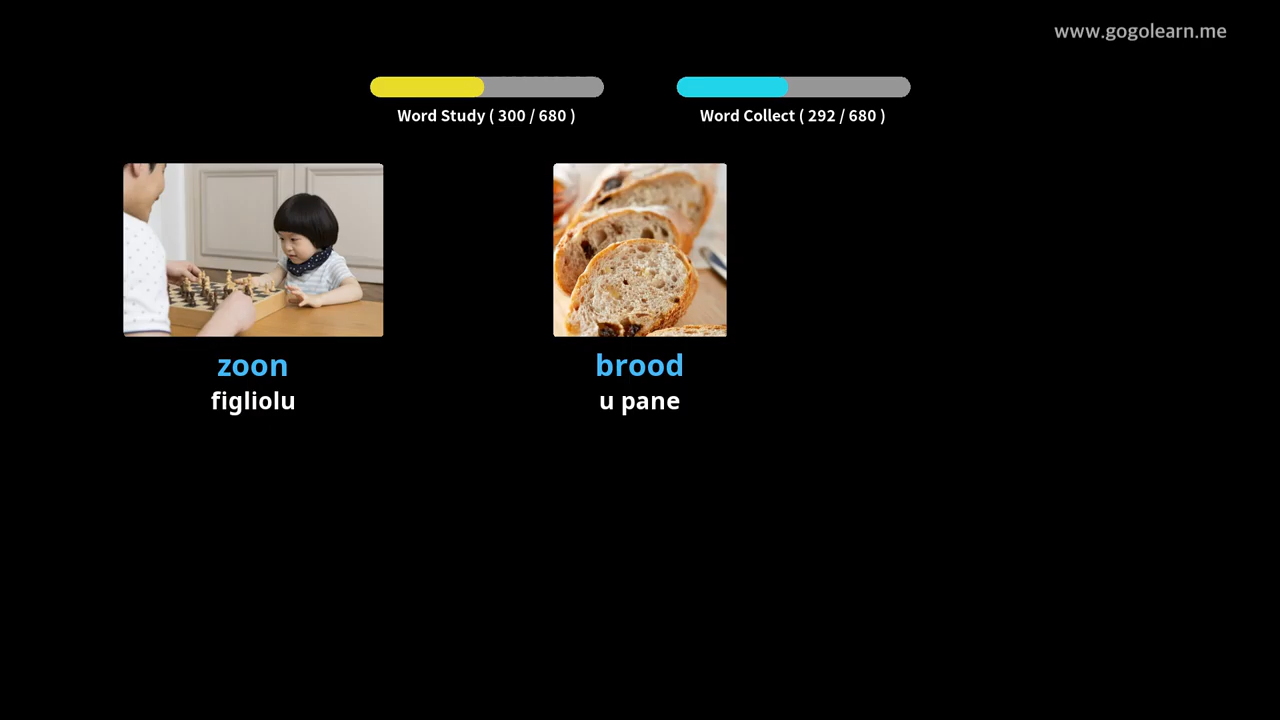 www.gogolearn.me
Word Study ( 300 / 680 )
Word Collect ( 292 / 680 )
zoon
figliolu
brood
u pane